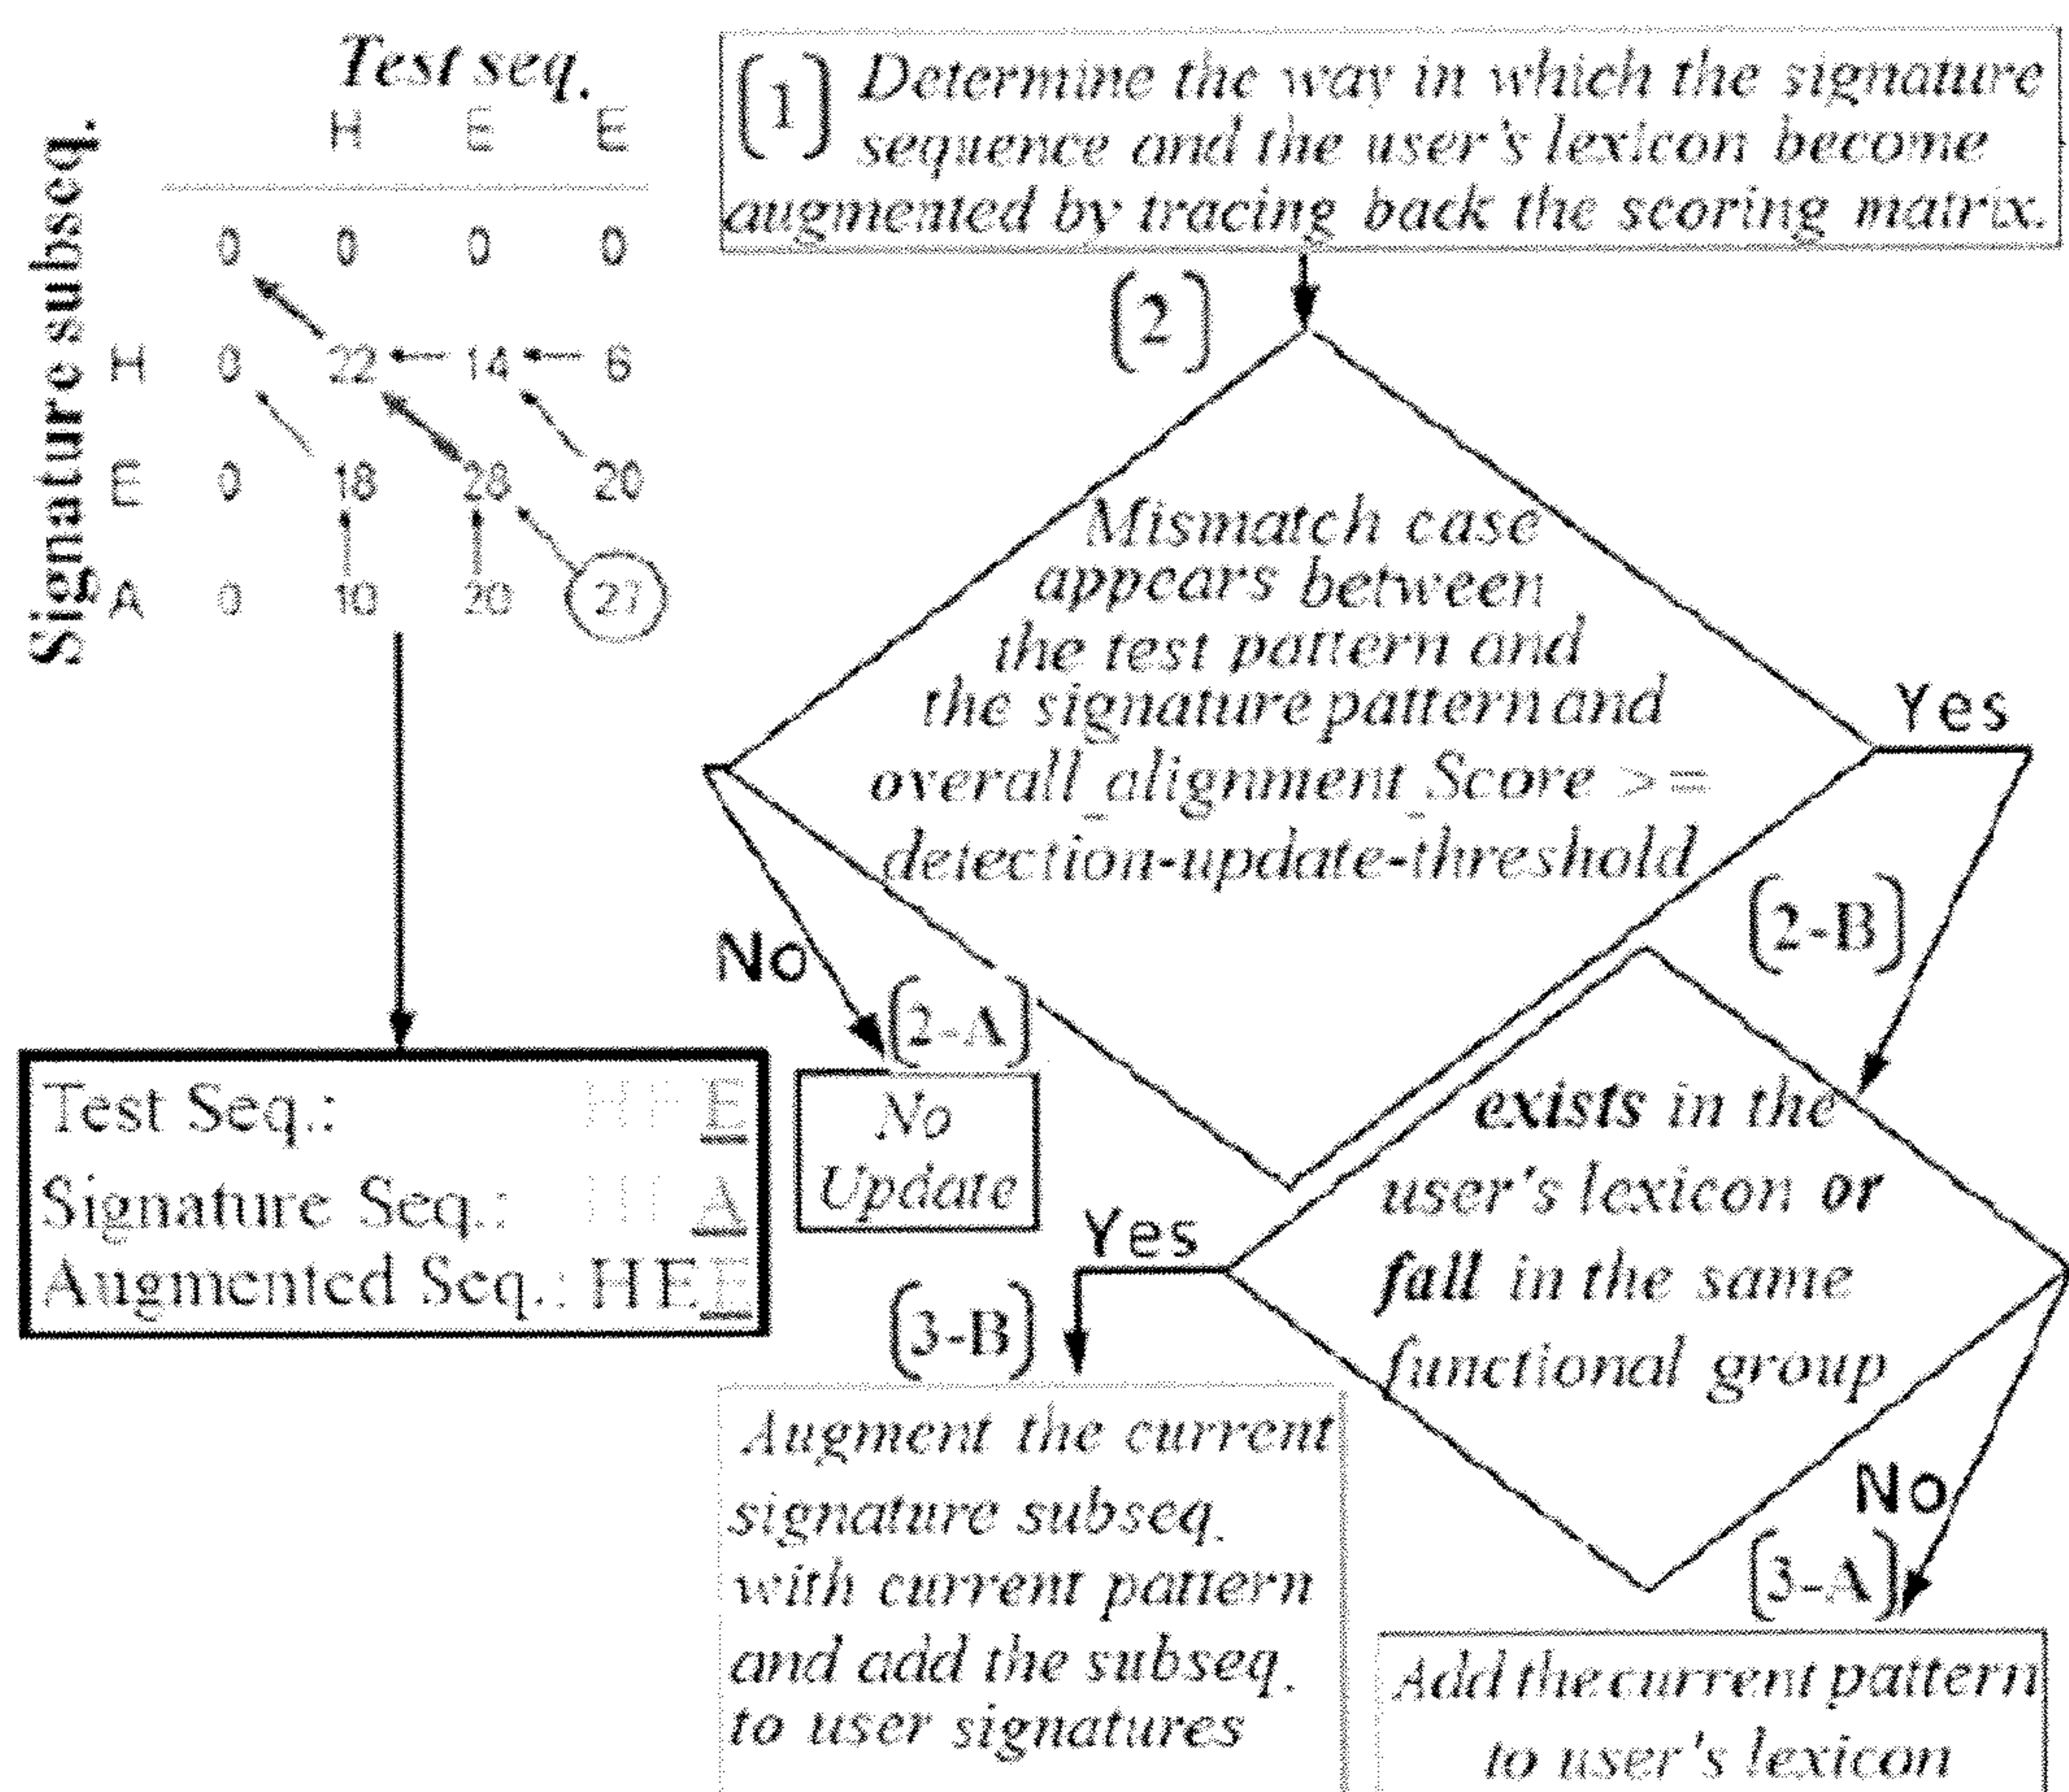 Test seq.
H E E
Signature subseq.
0 0 0 0
H 0 22 14 6
E 0 18 28 20
A 0 10 20 27
Test Seq.: H E E
Signature Seq.: H E A
Augmented Seq.: HEE
(1) Determine the way in which the signature
sequence and the user's lexicon become
augmented by tracing back the scoring matrix.
(2)
Mismatch case
appears between
the test pattern and
the signature pattern and
overall_alignment_Score >=
detection-update-threshold
Yes
No
(2-B)
(2-A)
No
Update
exists in the
user's lexicon or
fall in the same
functional group
Yes
(3-B)
No
(3-A)
Augment the current
signature subseq.
with current pattern
and add the subseq.
to user signatures
Add the current pattern
to user's lexicon